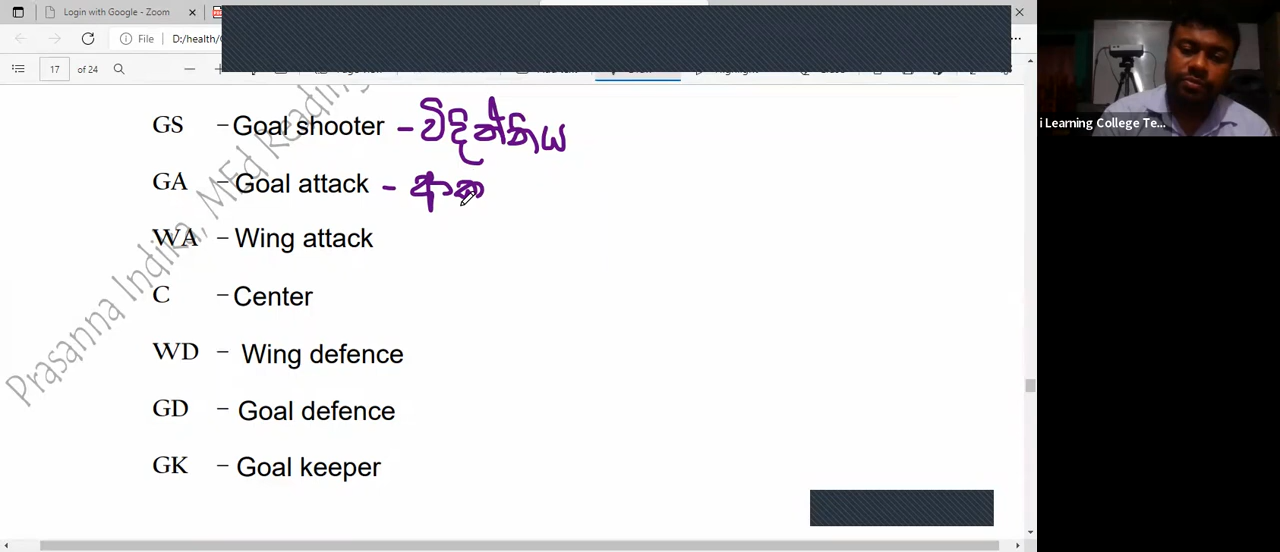 Login with Google - Zoom
File
D:/health/
17 of 24
GS – Goal shooter – විදින්නිය
GA – Goal attack – ආක
WA – Wing attack
C – Center
WD – Wing defence
GD – Goal defence
GK – Goal keeper
Prasanna Indika, MEd Reading
i Learning College Te...